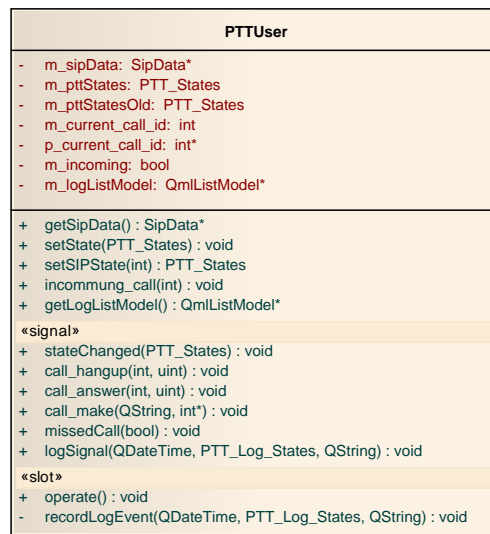 PTTUser
- m_sipData: SipData*
- m_pttStates: PTT_States
- m_pttStatesOld: PTT_States
- m_current_call_id: int
- p_current_call_id: int*
- m_incoming: bool
- m_logListModel: QmlListModel*
+ getSipData() : SipData*
+ setState(PTT_States) : void
+ setSIPState(int) : PTT_States
+ incommung_call(int) : void
+ getLogListModel() : QmlListModel*
«signal»
+ stateChanged(PTT_States) : void
+ call_hangup(int, uint) : void
+ call_answer(int, uint) : void
+ call_make(QString, int*) : void
+ missedCall(bool) : void
+ logSignal(QDateTime, PTT_Log_States, QString) : void
«slot»
+ operate() : void
- recordLogEvent(QDateTime, PTT_Log_States, QString) : void